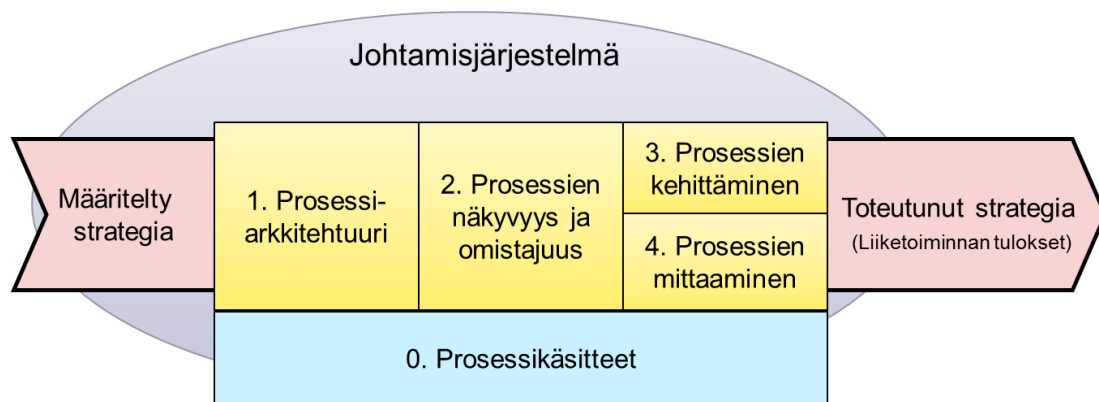 Johtamisjärjestelmä
Määritelty
strategia
1. Prosessi-
arkkitehtuuri
2. Prosessien
näkyvyys ja
omistajuus
3. Prosessien
kehittäminen
4. Prosessien
mittaaminen
Toteutunut strategia
(Liiketoiminnan tulokset)
0. Prosessikäsitteet